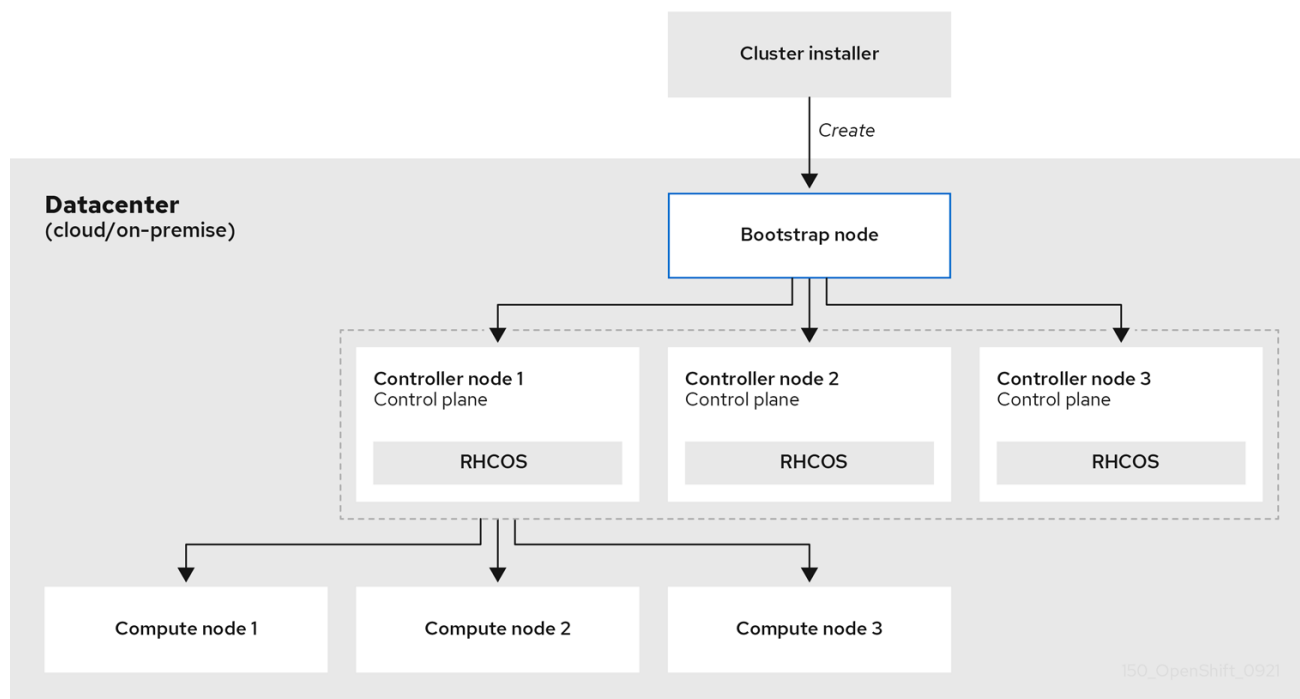 Cluster installer
Create
Datacenter
(cloud/on-premise)
Bootstrap node
Controller node 1
Control plane
RHCOS
Controller node 2
Control plane
RHCOS
Controller node 3
Control plane
RHCOS
Compute node 1
Compute node 2
Compute node 3
150_OpenShift_0921